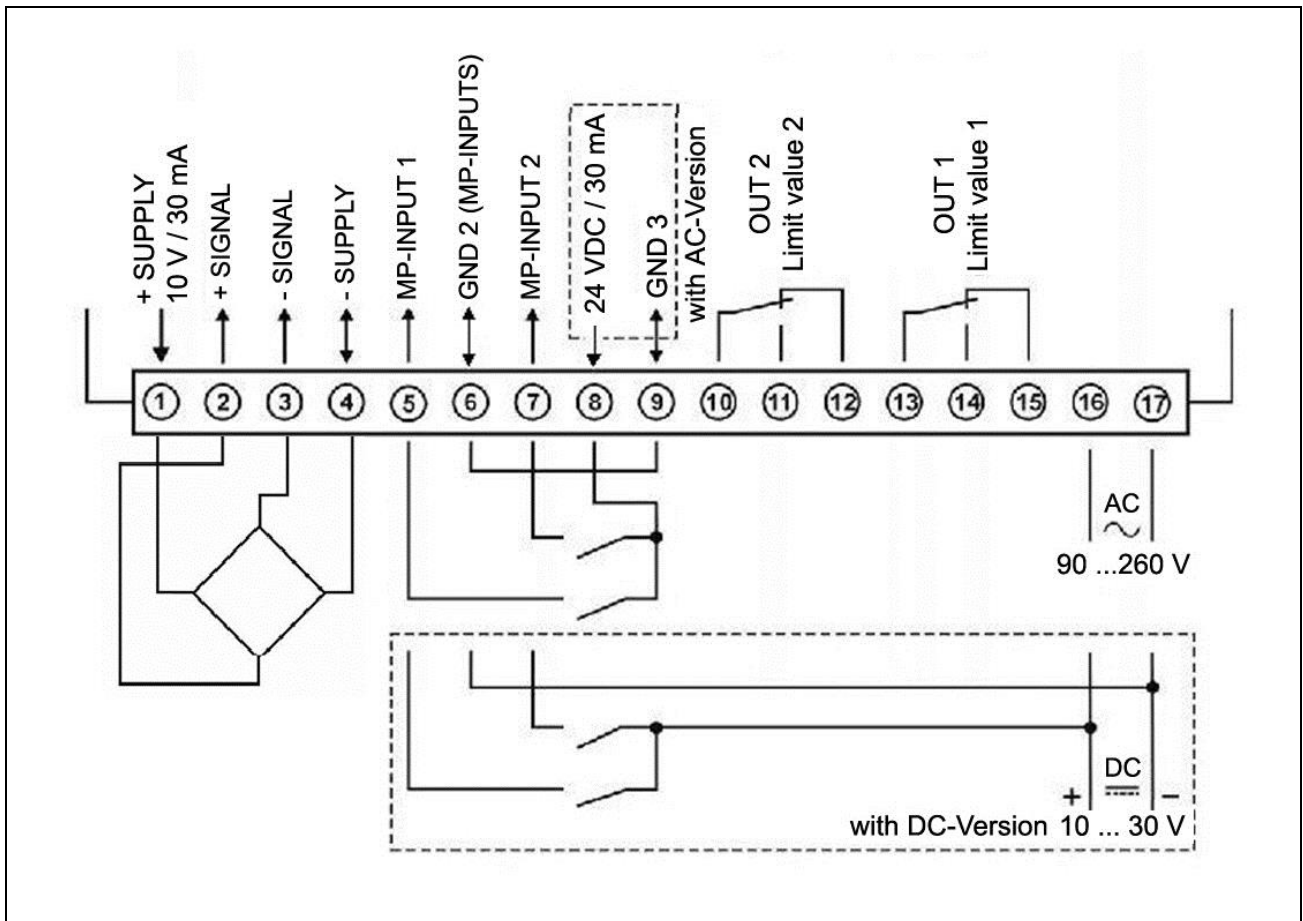 + SUPPLY
10 V / 30 mA
+ SIGNAL
- SIGNAL
- SUPPLY
MP-INPUT 1
GND 2 (MP-INPUTS)
MP-INPUT 2
24 VDC / 30 mA
GND 3
with AC-Version
OUT 2
Limit value 2
OUT 1
Limit value 1
1 2 3 4 5 6 7 8 9 10 11 12 13 14 15 16 17
AC
90 ...260 V
DC
+ −
with DC-Version 10 ... 30 V